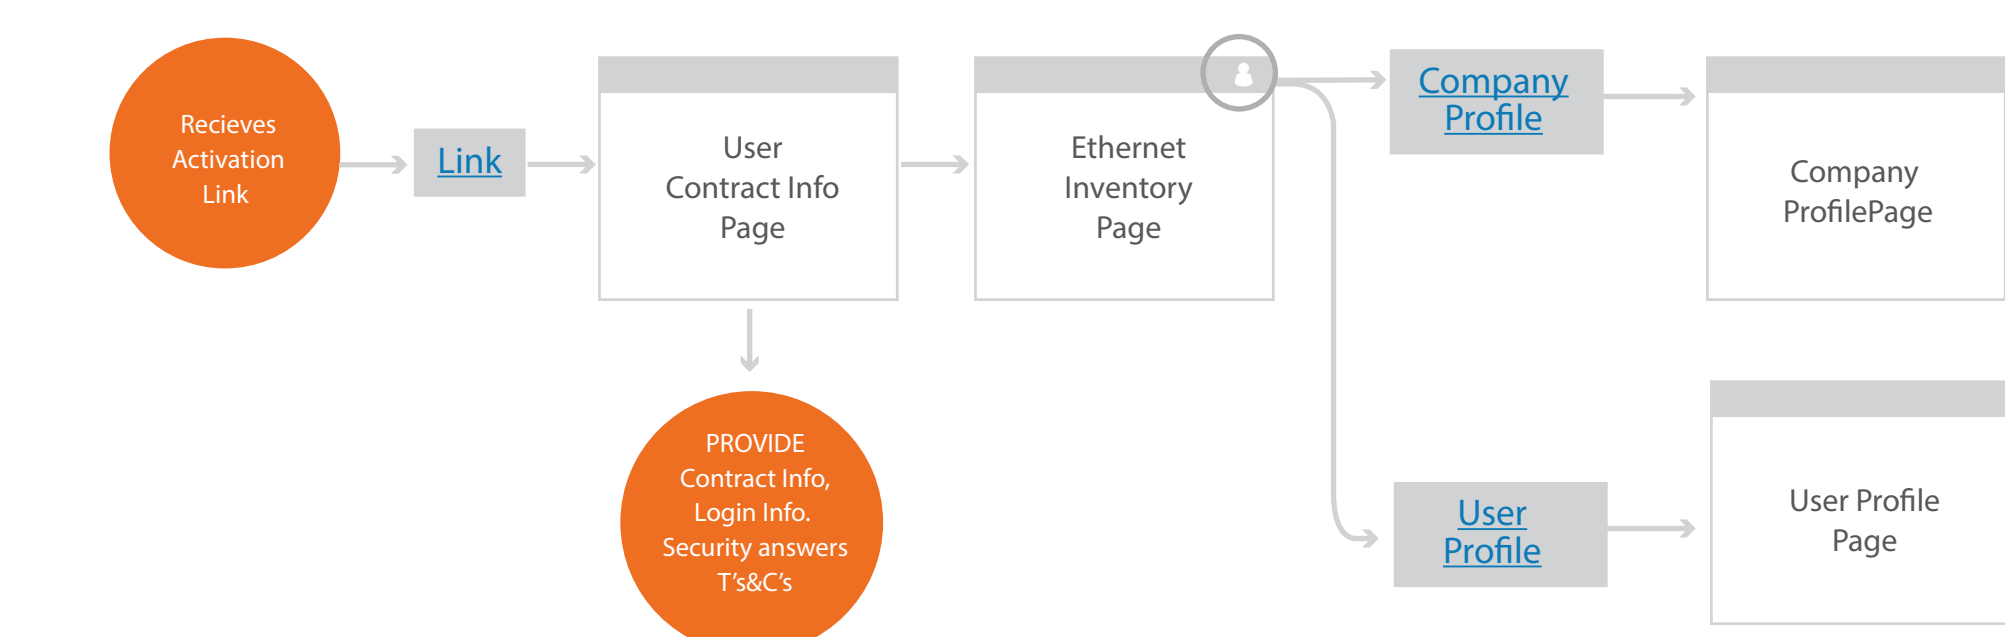 Recieves
Activation
Link
Link
User
Contract Info
Page
Ethernet
Inventory
Page
Company
Profile
Company
ProfilePage
PROVIDE
Contract Info,
Login Info.
Security answers
T's&C's
User
Profile
User Profile
Page